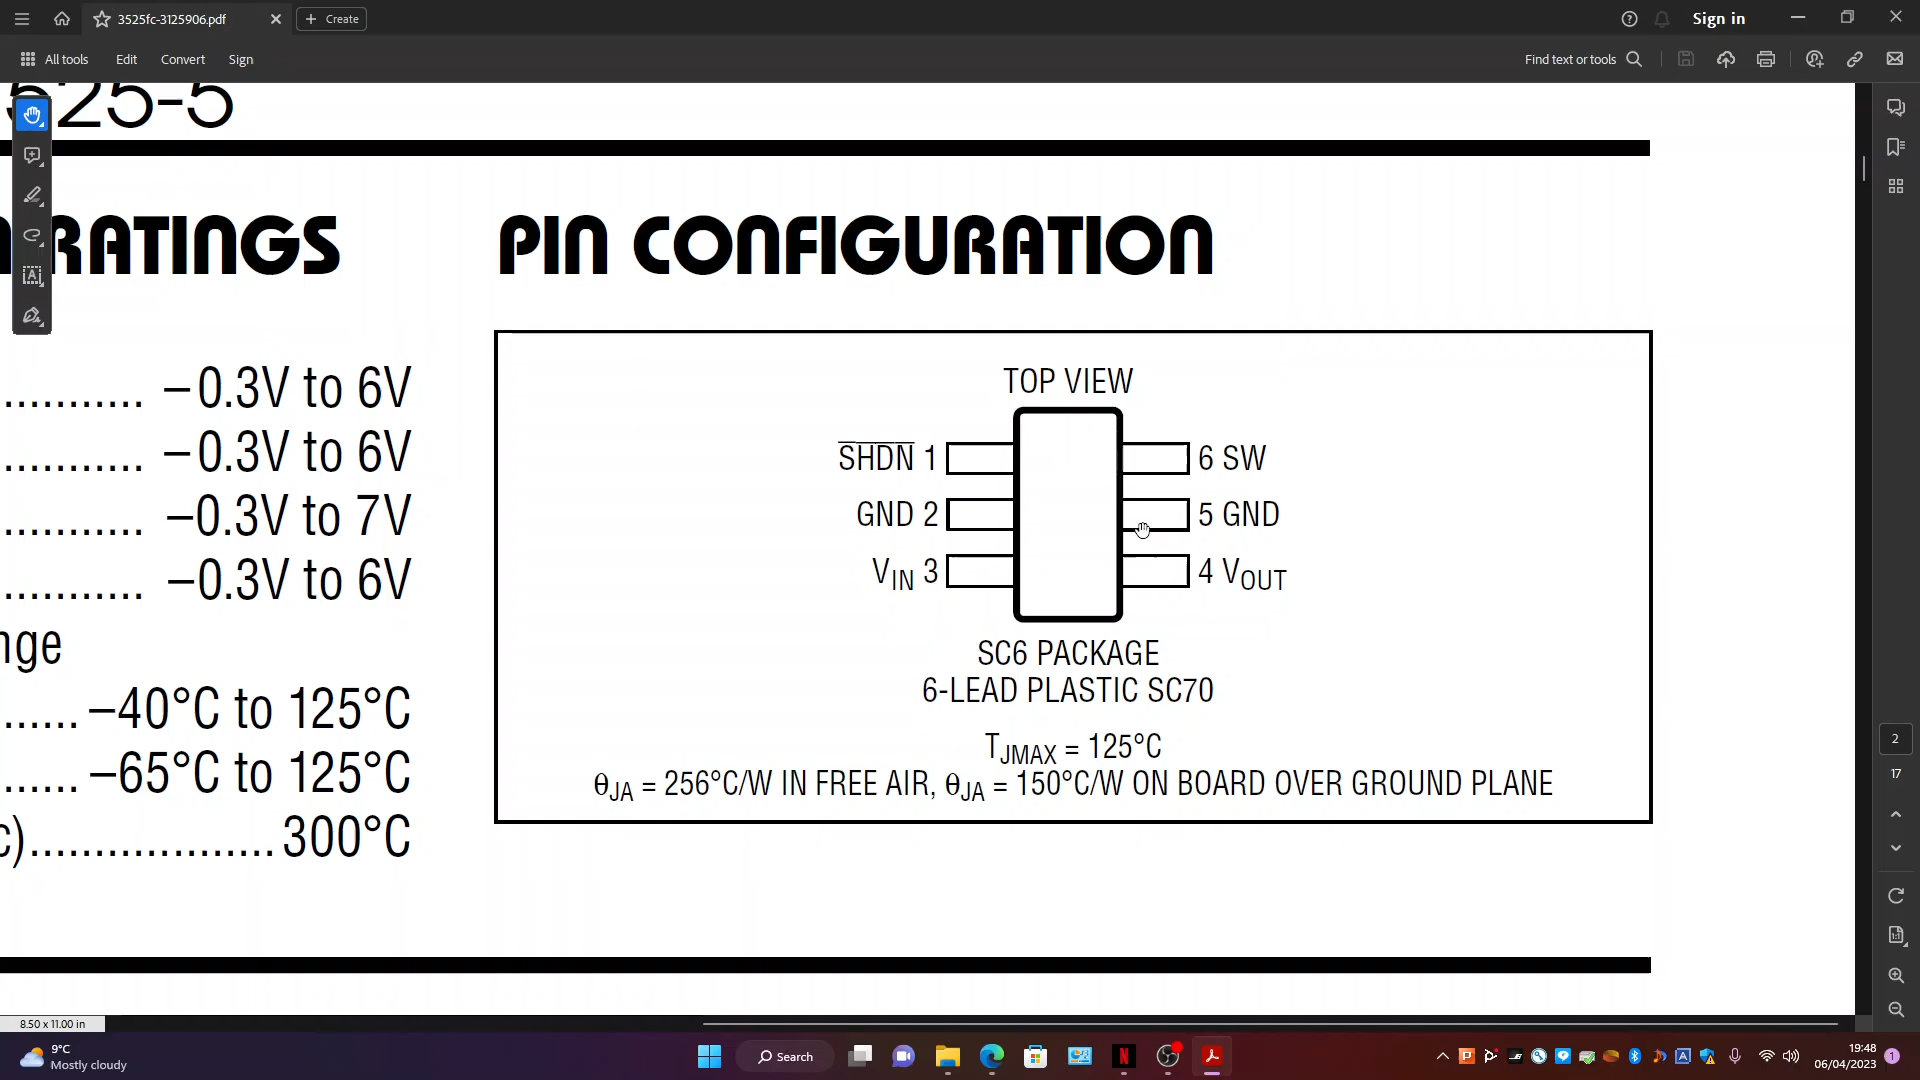 3525fc-3125906.pdf
Create
Sign in
All tools
Edit
Convert
Sign
Find text or tools
525-5
RATINGS
PIN CONFIGURATION
........... –0.3V to 6V
........... –0.3V to 6V
........... –0.3V to 7V
........... –0.3V to 6V
nge
...... –40°C to 125°C
...... –65°C to 125°C
c)................... 300°C
TOP VIEW
SHDN 1
6 SW
GND 2
5 GND
VIN 3
4 VOUT
SC6 PACKAGE
6-LEAD PLASTIC SC70
TJMAX = 125°C
θJA = 256°C/W IN FREE AIR, θJA = 150°C/W ON BOARD OVER GROUND PLANE
2
17
8.50 x 11.00 in
9°C
Mostly cloudy
Search
19:48
06/04/2023
1